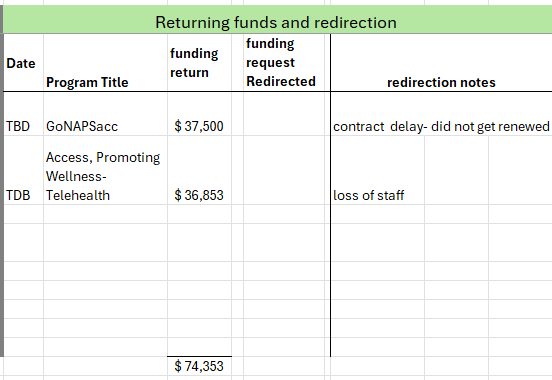 Returning funds and redirection
Date Program Title funding return funding request Redirected redirection notes
TBD GoNAPSacc $ 37,500 contract delay- did not get renewed
Access, Promoting
Wellness-
TDB Telehealth $ 36,853 loss of staff
$ 74,353